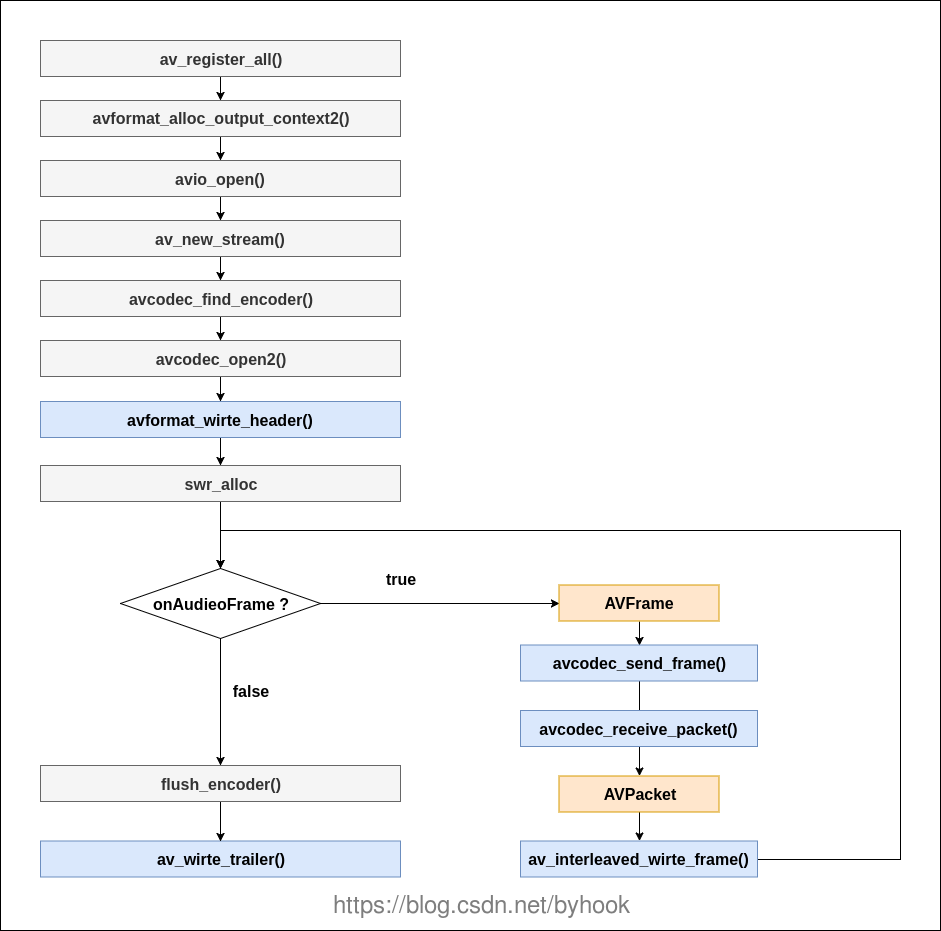 av_register_all()
avformat_alloc_output_context2()
avio_open()
av_new_stream()
avcodec_find_encoder()
avcodec_open2()
avformat_wirte_header()
swr_alloc
onAudieoFrame ?
true
false
AVFrame
avcodec_send_frame()
avcodec_receive_packet()
AVPacket
av_interleaved_wirte_frame()
flush_encoder()
av_wirte_trailer()
https://blog.csdn.net/byhook